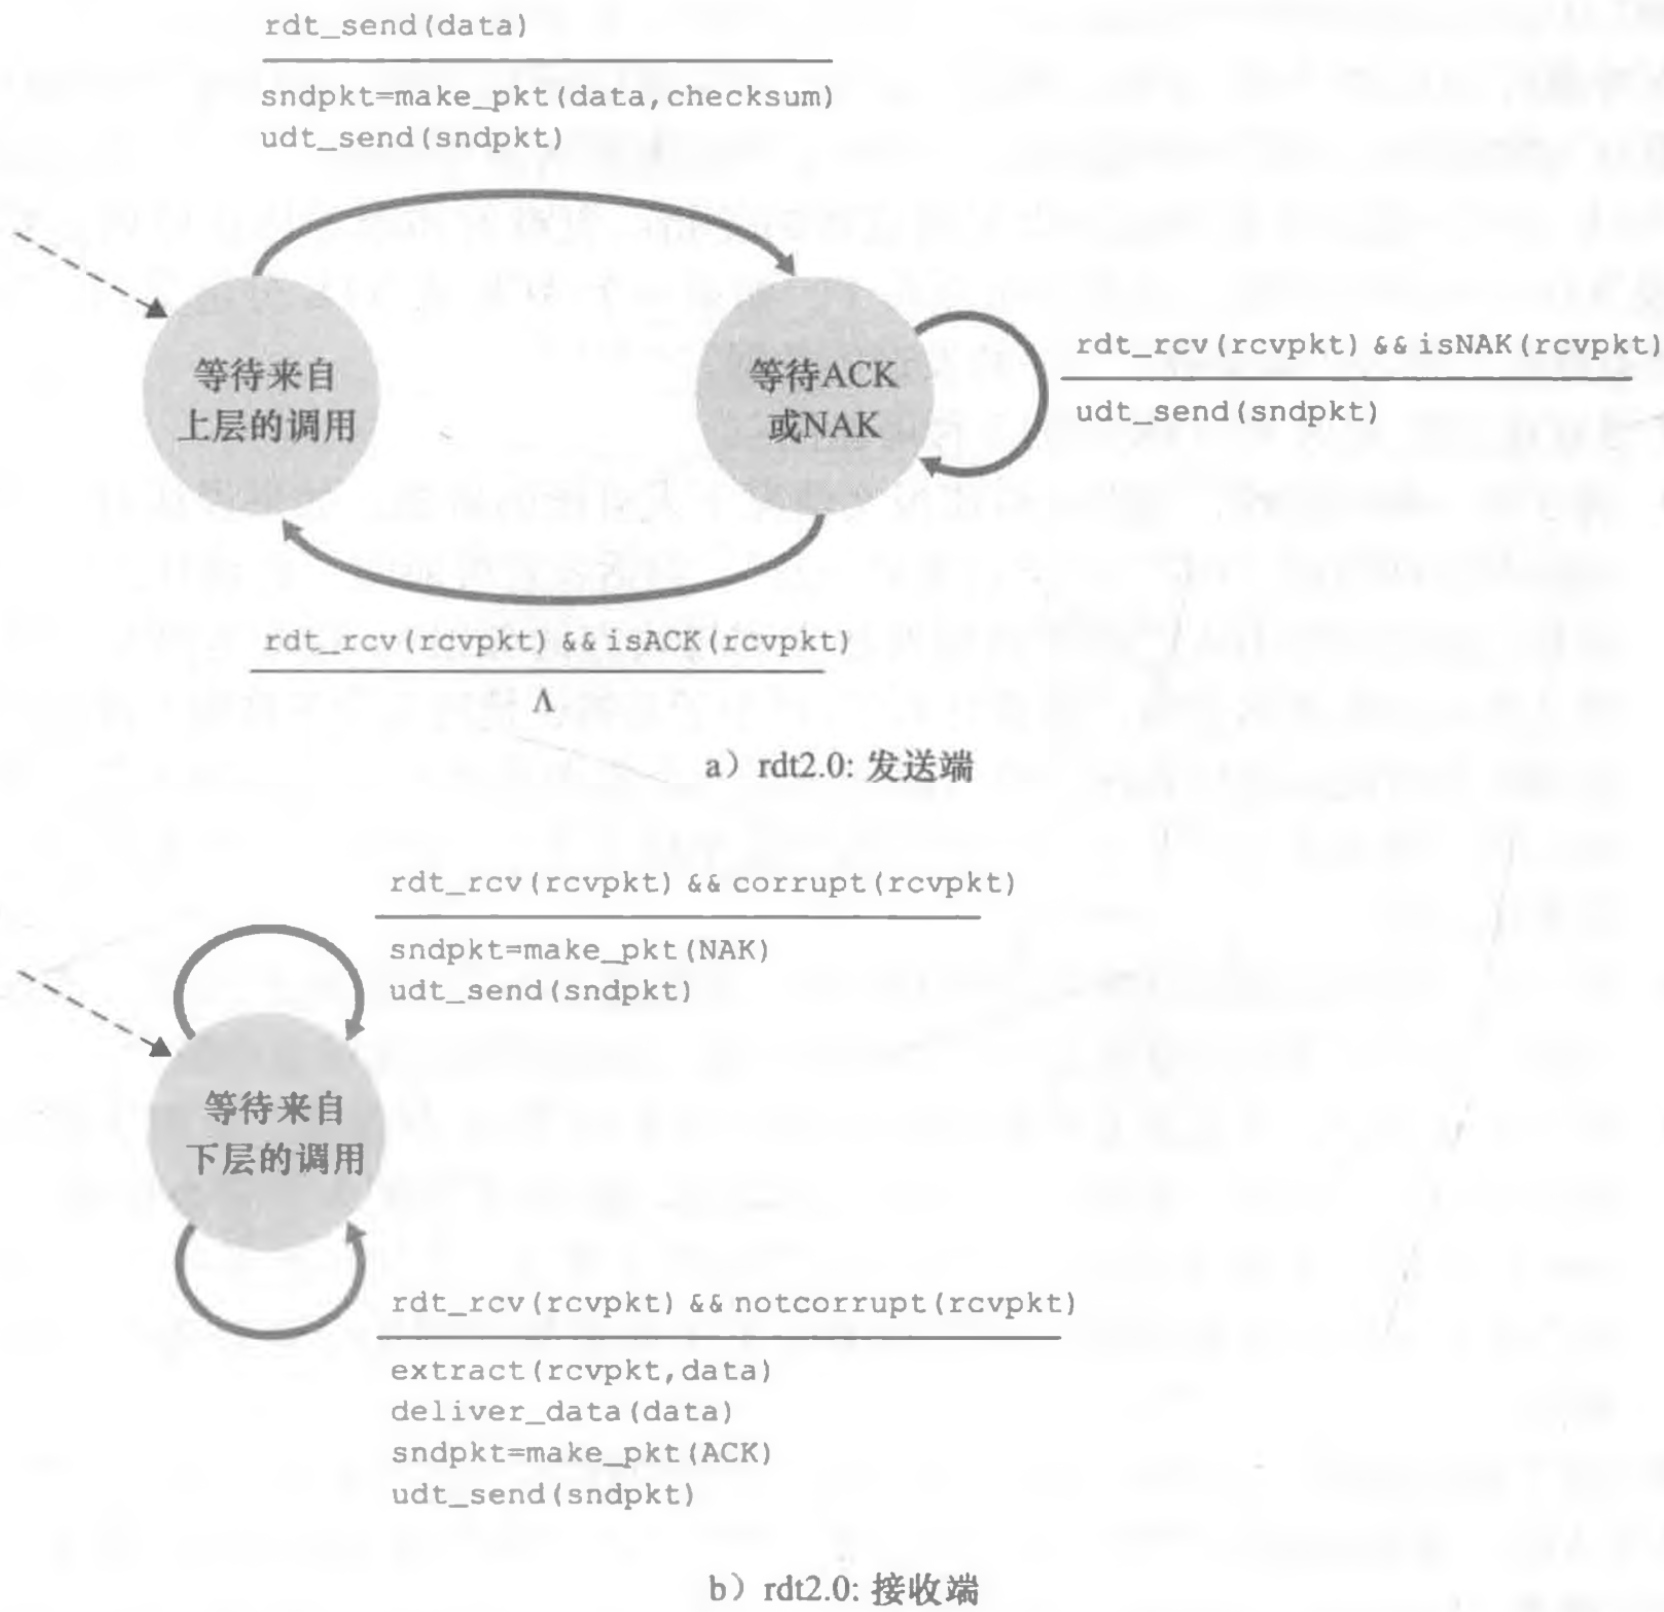 rdt_send(data)
sndpkt=make_pkt(data,checksum)
udt_send(sndpkt)
等待来自
上层的调用
等待ACK
或NAK
rdt_rcv(rcvpkt) && isNAK(rcvpkt)
udt_send(sndpkt)
rdt_rcv(rcvpkt) && isACK(rcvpkt)
Λ
a）rdt2.0: 发送端
rdt_rcv(rcvpkt) && corrupt(rcvpkt)
sndpkt=make_pkt(NAK)
udt_send(sndpkt)
等待来自
下层的调用
rdt_rcv(rcvpkt) && notcorrupt(rcvpkt)
extract(rcvpkt,data)
deliver_data(data)
sndpkt=make_pkt(ACK)
udt_send(sndpkt)
b）rdt2.0: 接收端